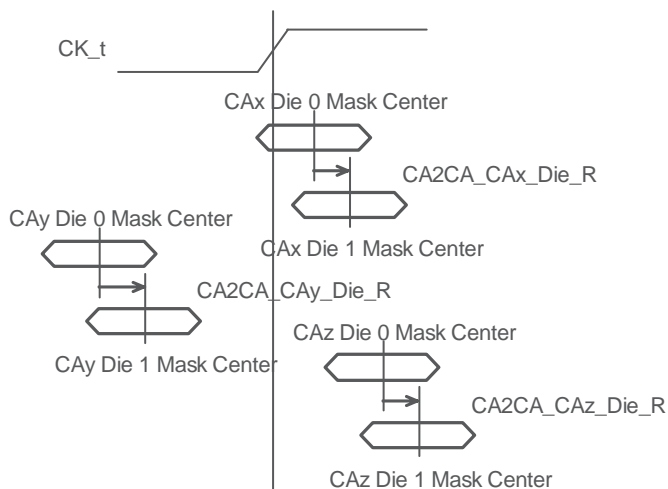 CK_t
CAx Die 0 Mask Center
CA2CA_CAx_Die_R
CAx Die 1 Mask Center
CAy Die 0 Mask Center
CA2CA_CAy_Die_R
CAy Die 1 Mask Center
CAz Die 0 Mask Center
CA2CA_CAz_Die_R
CAz Die 1 Mask Center